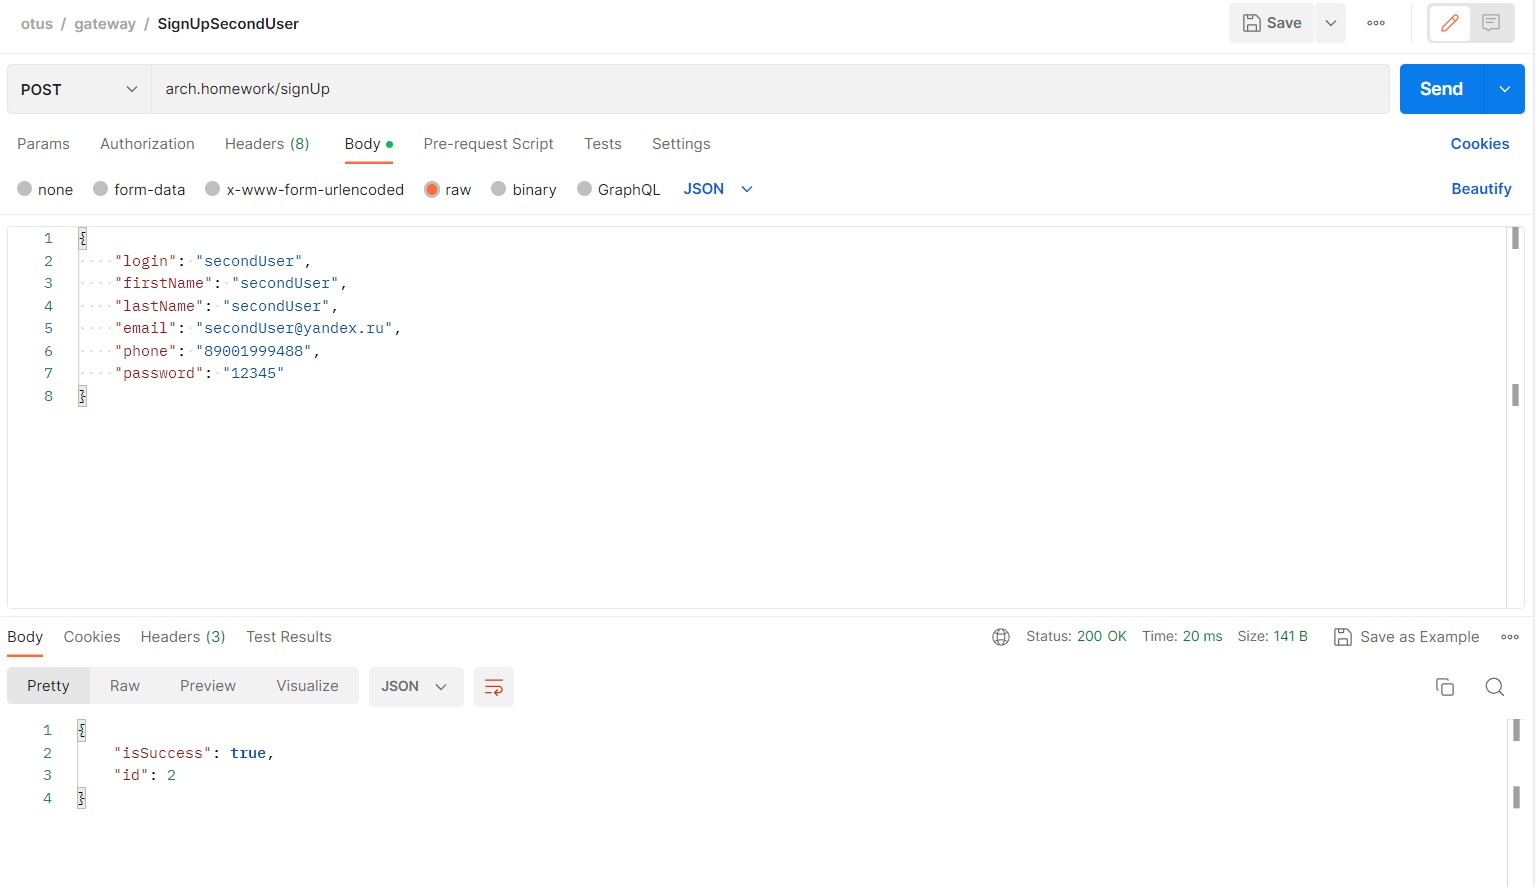 otus / gateway / SignUpSecondUser Save
POST arch.homework/signUp Send
Params Authorization Headers (8) Body Pre-request Script Tests Settings Cookies
none form-data x-www-form-urlencoded raw binary GraphQL JSON Beautify
1 {
2 "login": "secondUser",
3 "firstName": "secondUser",
4 "lastName": "secondUser",
5 "email": "secondUser@yandex.ru",
6 "phone": "89001999488",
7 "password": "12345"
8 }
Body Cookies Headers (3) Test Results Status: 200 OK Time: 20 ms Size: 141 B Save as Example
Pretty Raw Preview Visualize JSON
1 {
2 "isSuccess": true,
3 "id": 2
4 }